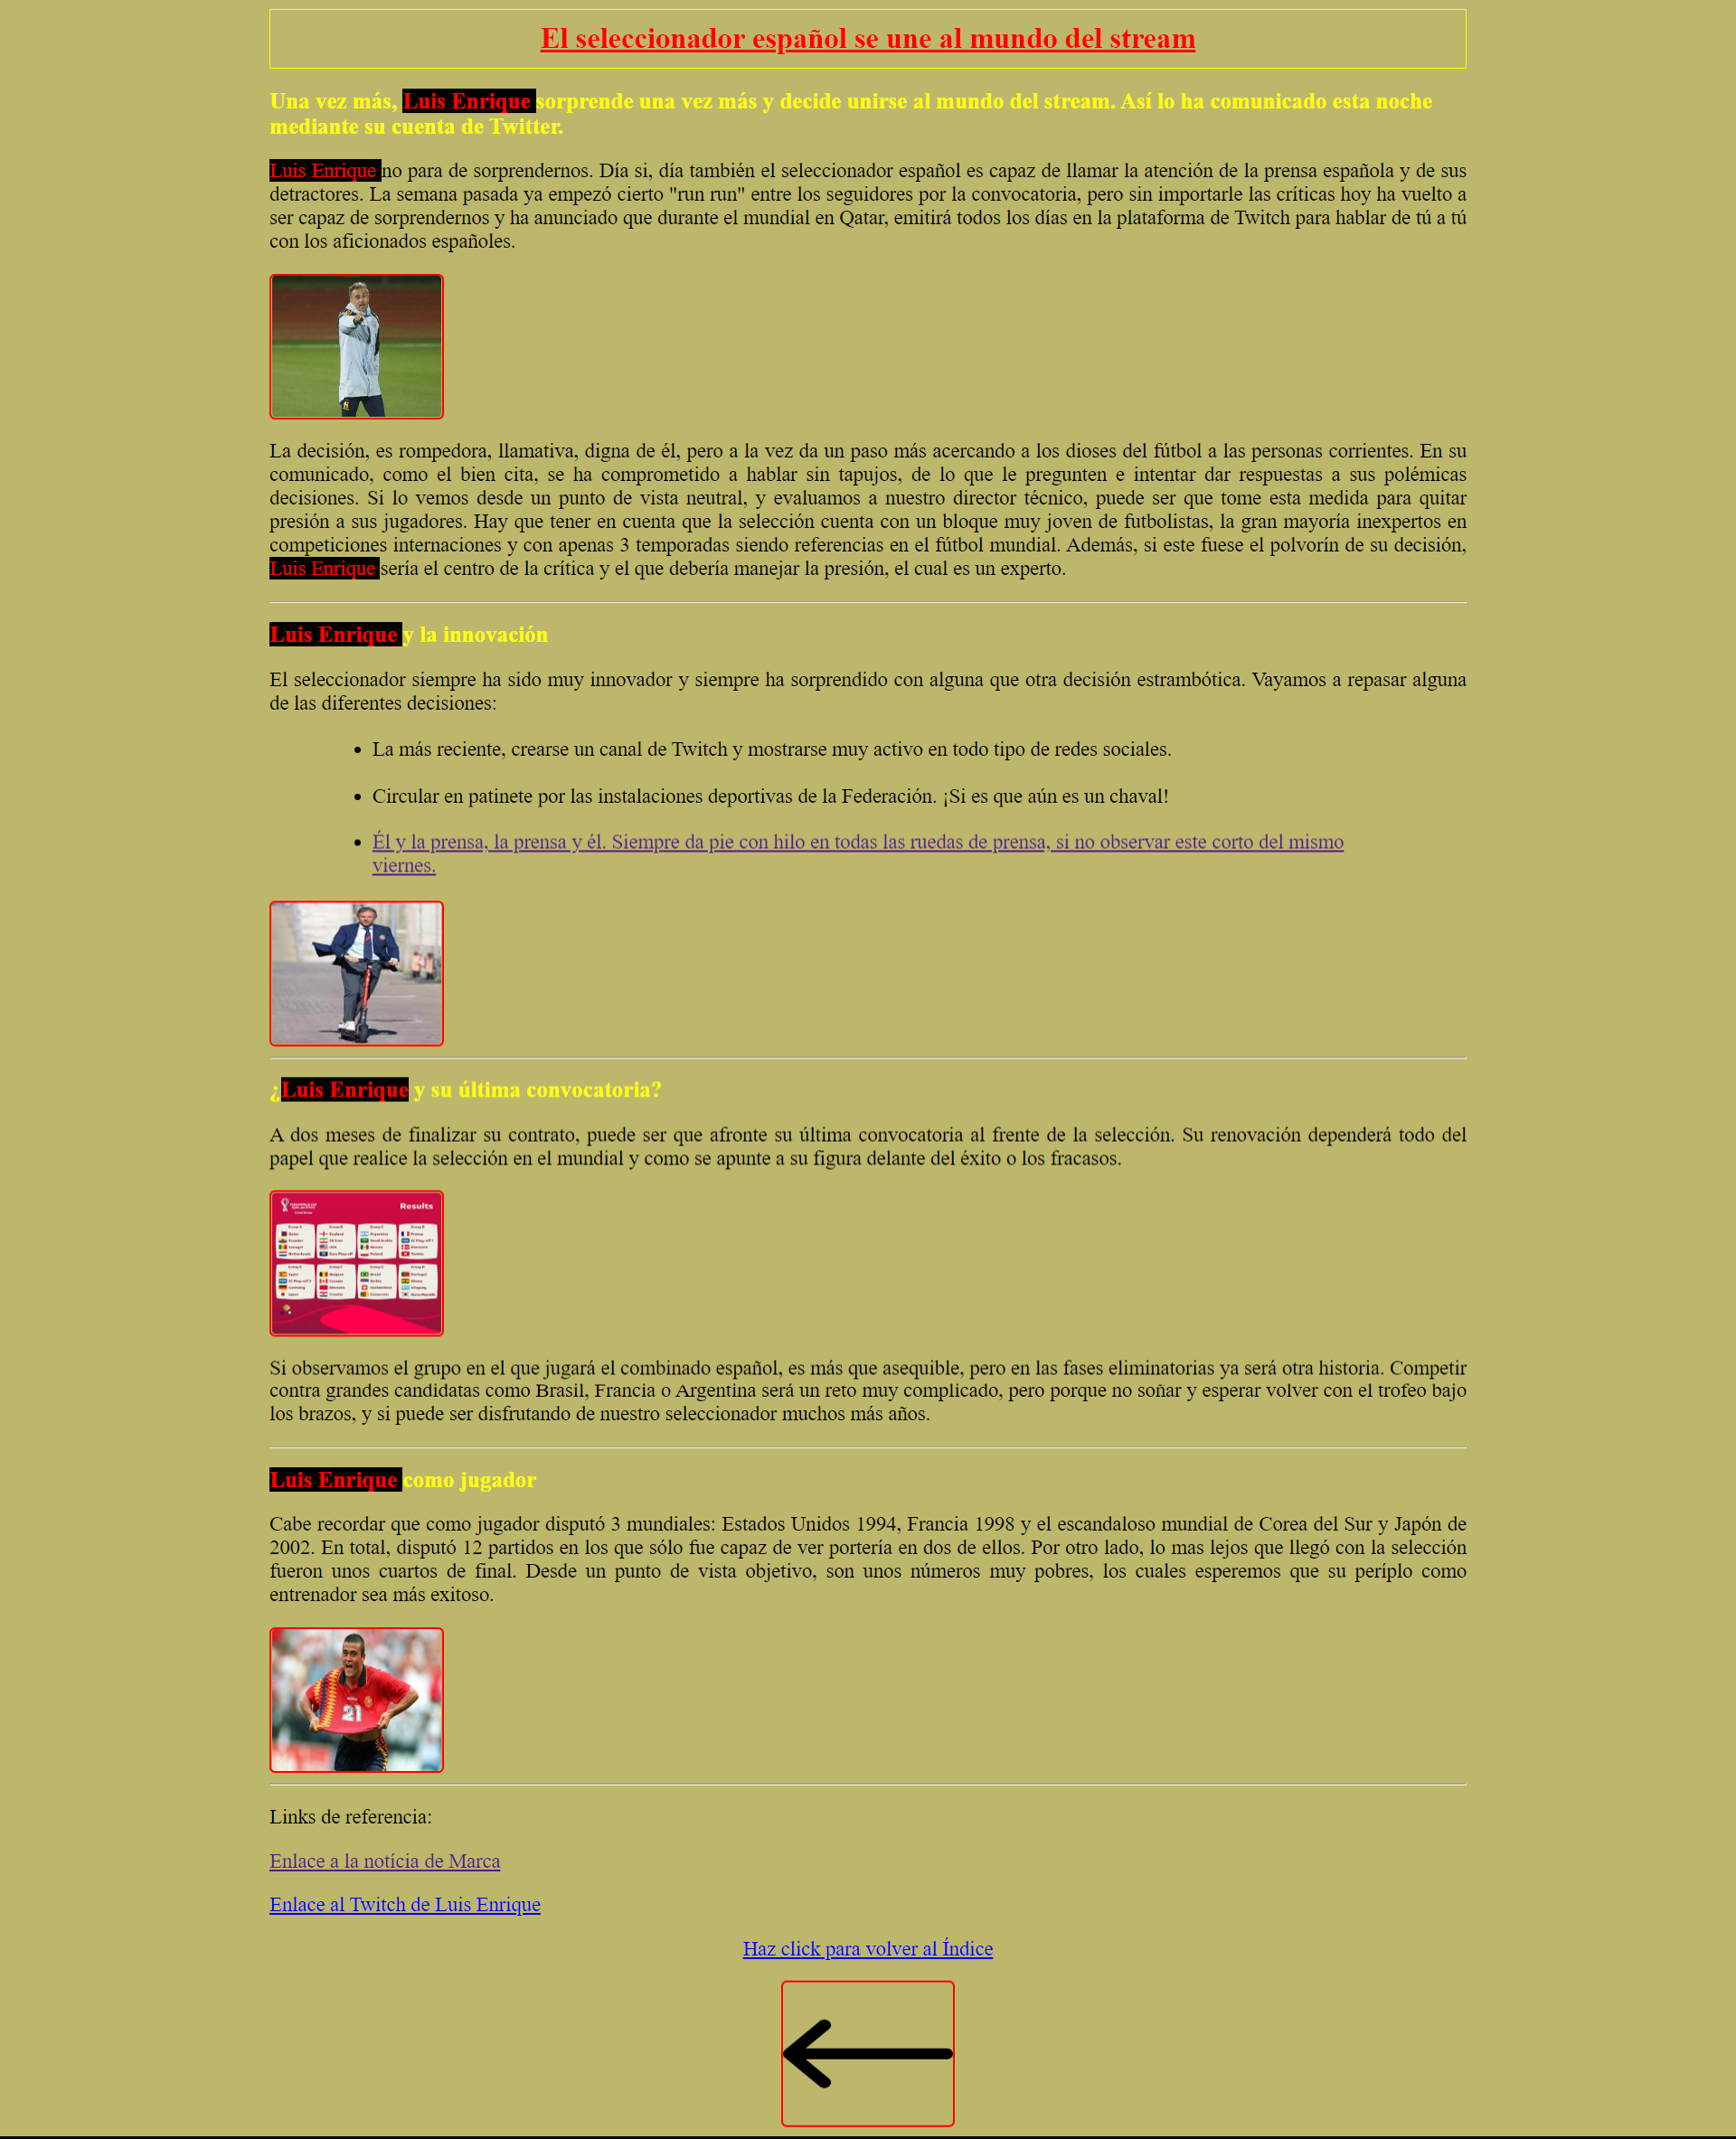 El seleccionador español se une al mundo del stream
Una vez más, Luis Enrique sorprende una vez más y decide unirse al mundo del stream. Así lo ha comunicado esta noche
mediante su cuenta de Twitter.
Luis Enrique no para de sorprendernos. Día si, día también el seleccionador español es capaz de llamar la atención de la prensa española y de sus
detractores. La semana pasada ya empezó cierto "run run" entre los seguidores por la convocatoria, pero sin importarle las críticas hoy ha vuelto a
ser capaz de sorprendernos y ha anunciado que durante el mundial en Qatar, emitirá todos los días en la plataforma de Twitch para hablar de tú a tú
con los aficionados españoles.
La decisión, es rompedora, llamativa, digna de él, pero a la vez da un paso más acercando a los dioses del fútbol a las personas corrientes. En su
comunicado, como el bien cita, se ha comprometido a hablar sin tapujos, de lo que le pregunten e intentar dar respuestas a sus polémicas
decisiones. Si lo vemos desde un punto de vista neutral, y evaluamos a nuestro director técnico, puede ser que tome esta medida para quitar
presión a sus jugadores. Hay que tener en cuenta que la selección cuenta con un bloque muy joven de futbolistas, la gran mayoría inexpertos en
competiciones internaciones y con apenas 3 temporadas siendo referencias en el fútbol mundial. Además, si este fuese el polvorín de su decisión,
Luis Enrique sería el centro de la crítica y el que debería manejar la presión, el cual es un experto.
Luis Enrique y la innovación
El seleccionador siempre ha sido muy innovador y siempre ha sorprendido con alguna que otra decisión estrambótica. Vayamos a repasar alguna
de las diferentes decisiones:
• La más reciente, crearse un canal de Twitch y mostrarse muy activo en todo tipo de redes sociales.
• Circular en patinete por las instalaciones deportivas de la Federación. ¡Si es que aún es un chaval!
• Él y la prensa, la prensa y él. Siempre da pie con hilo en todas las ruedas de prensa, si no observar este corto del mismo
viernes.
¿Luis Enrique y su última convocatoria?
A dos meses de finalizar su contrato, puede ser que afronte su última convocatoria al frente de la selección. Su renovación dependerá todo del
papel que realice la selección en el mundial y como se apunte a su figura delante del éxito o los fracasos.
Results
Si observamos el grupo en el que jugará el combinado español, es más que asequible, pero en las fases eliminatorias ya será otra historia. Competir
contra grandes candidatas como Brasil, Francia o Argentina será un reto muy complicado, pero porque no soñar y esperar volver con el trofeo bajo
los brazos, y si puede ser disfrutando de nuestro seleccionador muchos más años.
Luis Enrique como jugador
Cabe recordar que como jugador disputó 3 mundiales: Estados Unidos 1994, Francia 1998 y el escandaloso mundial de Corea del Sur y Japón de
2002. En total, disputó 12 partidos en los que sólo fue capaz de ver portería en dos de ellos. Por otro lado, lo mas lejos que llegó con la selección
fueron unos cuartos de final. Desde un punto de vista objetivo, son unos números muy pobres, los cuales esperemos que su períplo como
entrenador sea más exitoso.
21
Links de referencia:
Enlace a la notícia de Marca
Enlace al Twitch de Luis Enrique
Haz click para volver al Índice